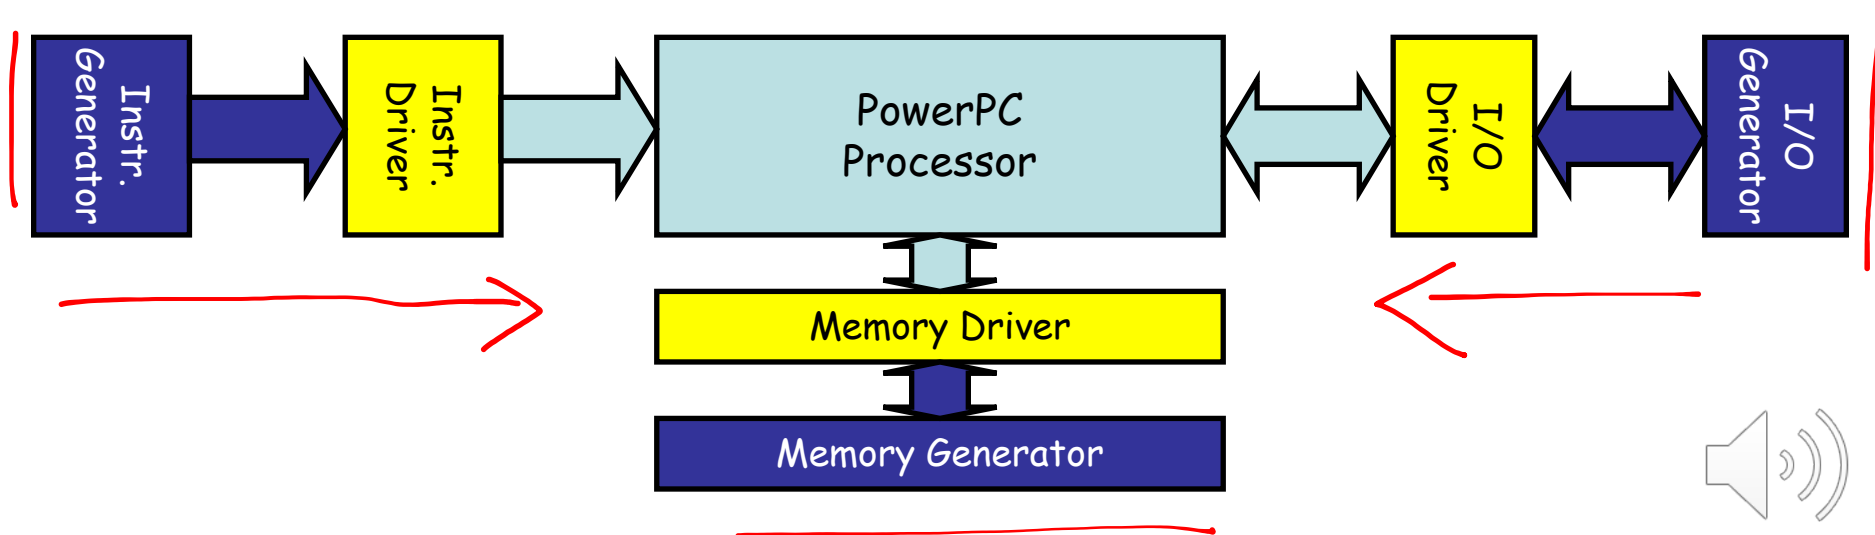 Instr.
Generator
Instr.
Driver
PowerPC
Processor
I/O
Driver
I/O
Generator
Memory Driver
Memory Generator